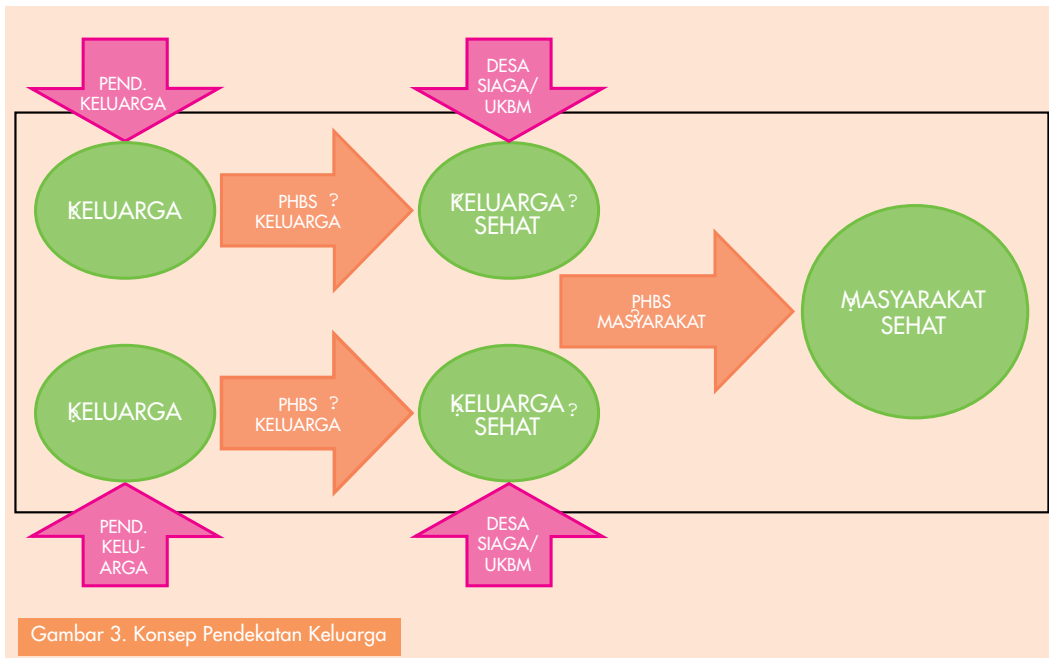 PEND.
KELUARGA
DESA
SIAGA/
UKBM
KELUARGA
?
PHBS ?
KELUARGA
KELUARGA ?
?
SEHAT
PHBS
?
MASYARAKAT
MASYARAKAT
?
SEHAT
KELUARGA
?
PHBS ?
KELUARGA
KELUARGA ?
?
SEHAT
PEND.
KELU-
ARGA
DESA
SIAGA/
UKBM
Gambar 3. Konsep Pendekatan Keluarga